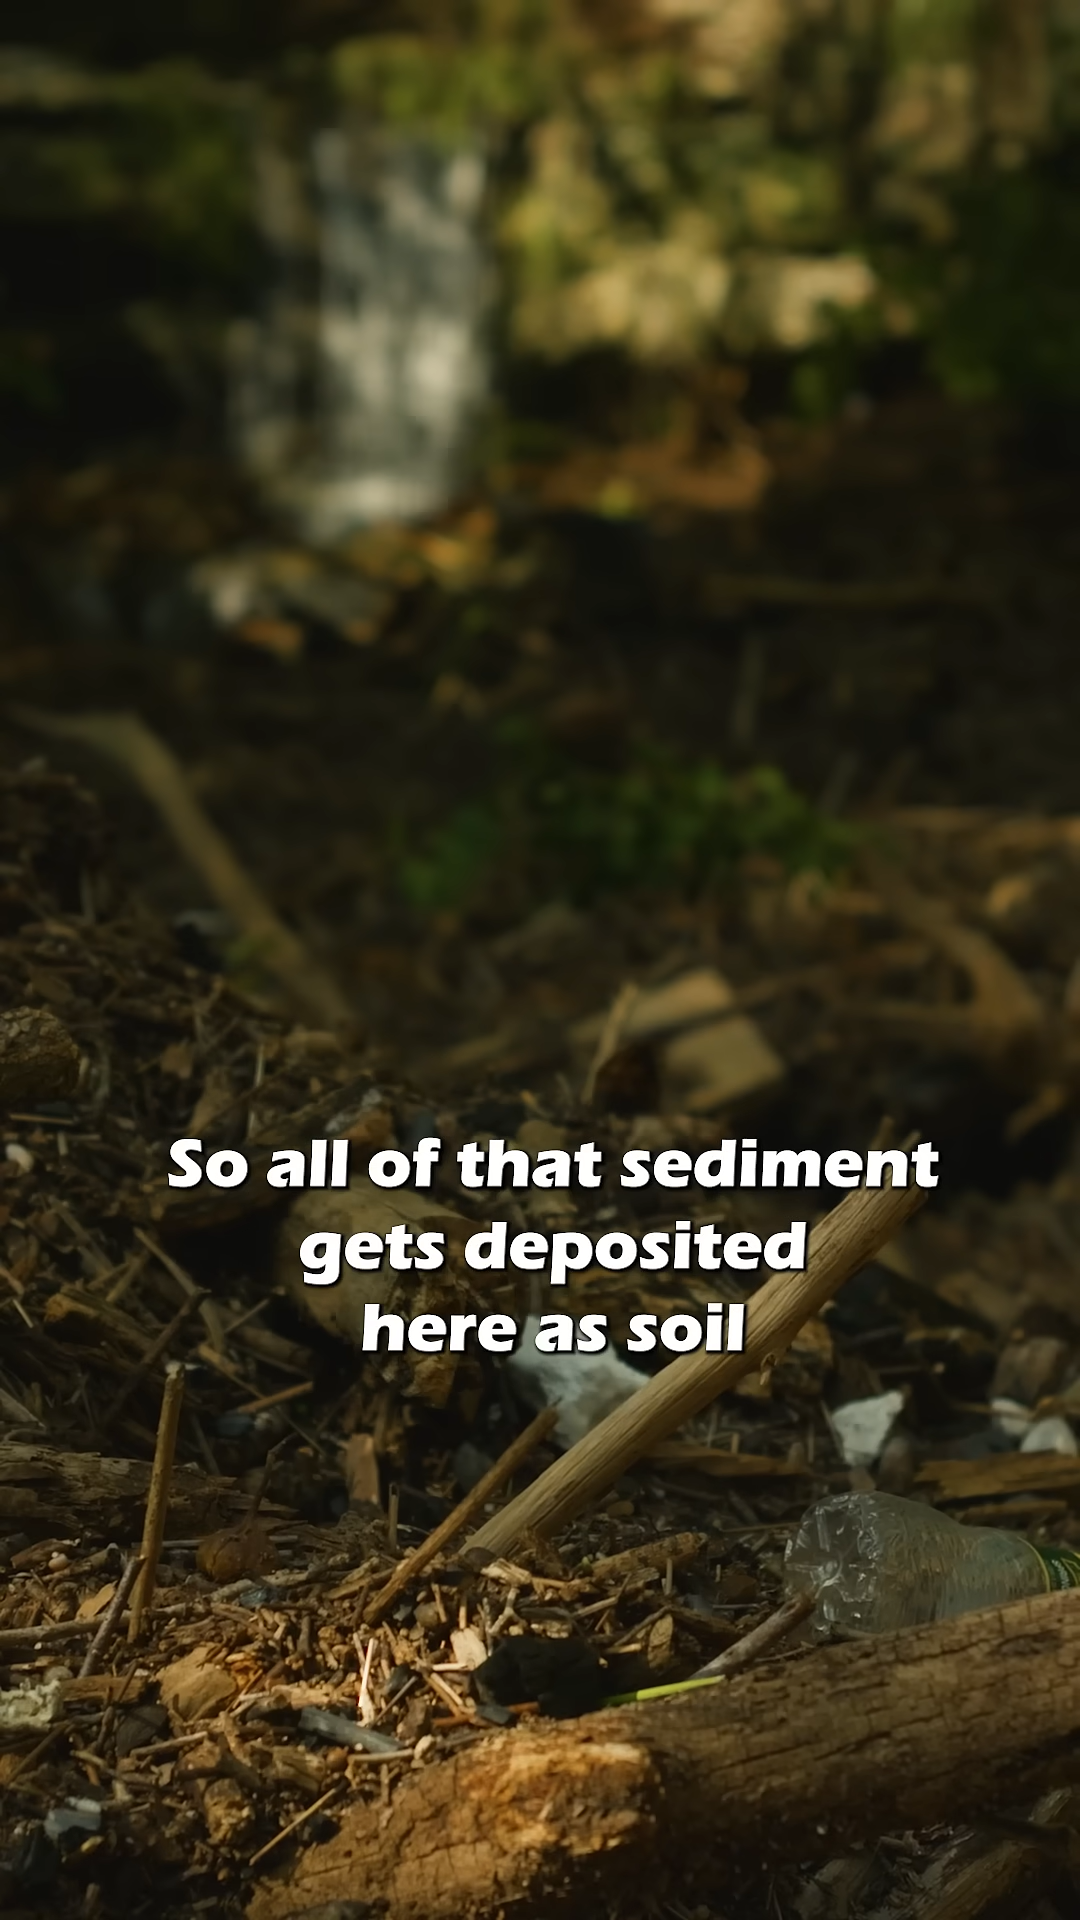 So all of that sediment
gets deposited
here as soil